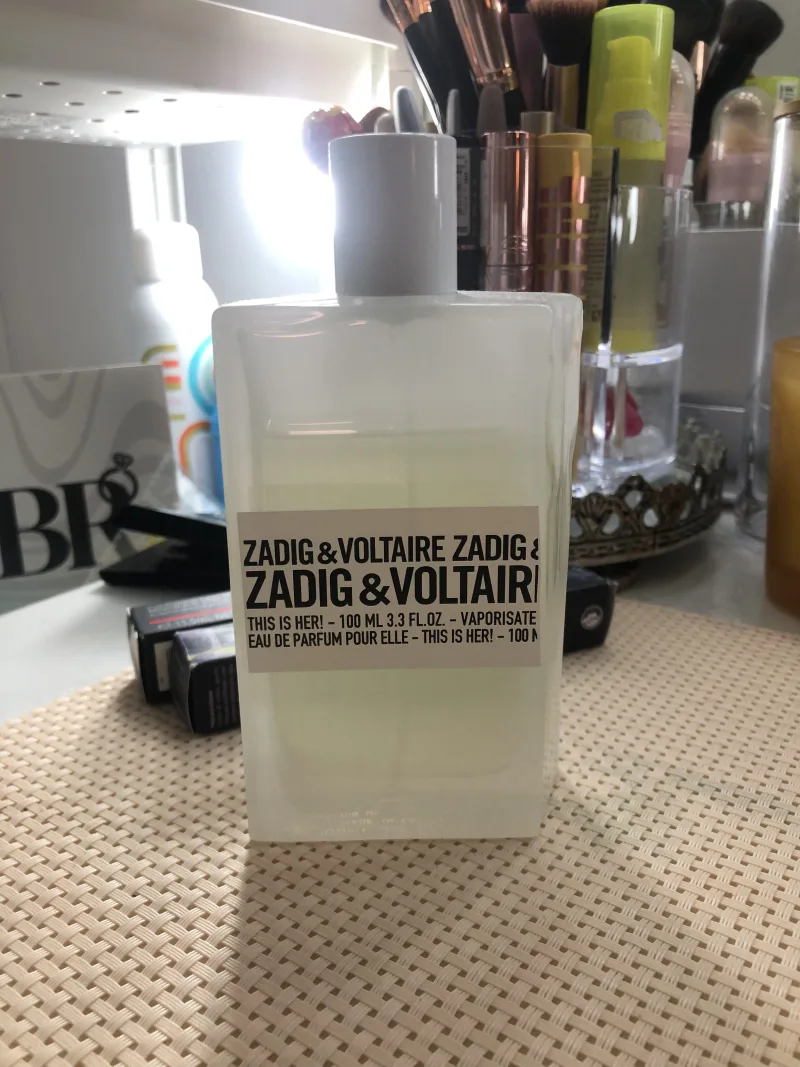 ZADIG &VOLTAIRE ZADIG &
ZADIG &VOLTAIR
THIS IS HER! – 100 ML 3.3 FL.OZ. – VAPORISATE
EAU DE PARFUM POUR ELLE – THIS IS HER! – 100
BR